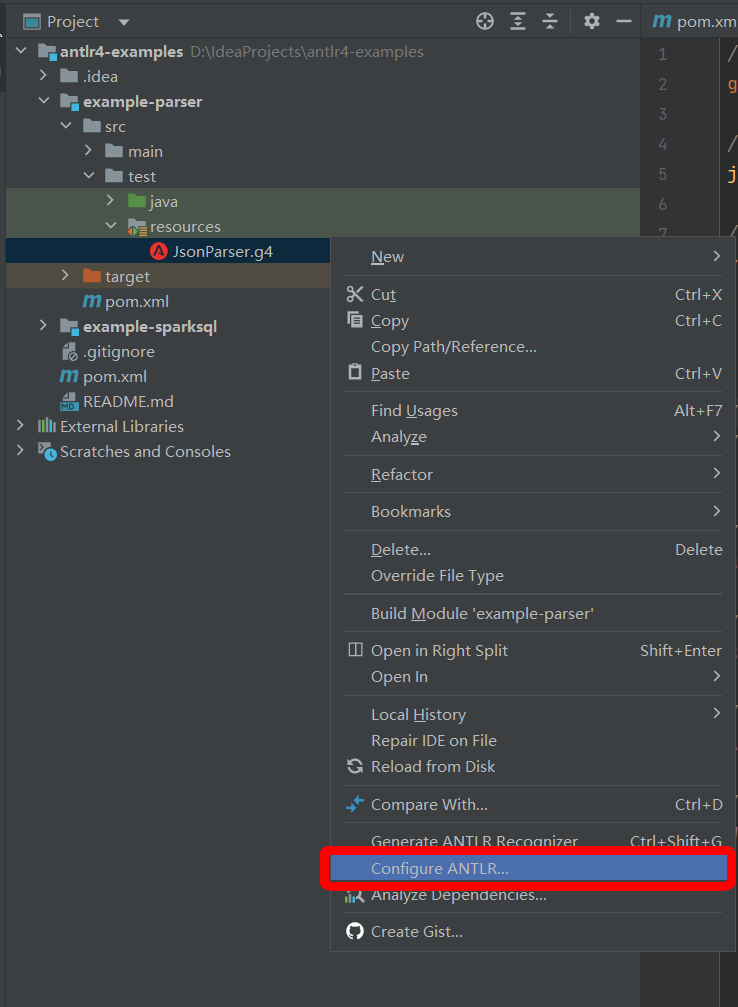 Project
pom.xm
antlr4-examples D:\IdeaProjects\antlr4-examples
.idea
example-parser
src
main
test
java
resources
JsonParser.g4
target
pom.xml
example-sparksql
.gitignore
pom.xml
README.md
External Libraries
Scratches and Consoles
1
2
3
4
5
6
7
/
g
/
j
/
New
Cut Ctrl+X
Copy Ctrl+C
Copy Path/Reference...
Paste Ctrl+V
Find Usages Alt+F7
Analyze
Refactor
Bookmarks
Delete... Delete
Override File Type
Build Module 'example-parser'
Open in Right Split Shift+Enter
Open In
Local History
Repair IDE on File
Reload from Disk
Compare With... Ctrl+D
Generate ANTLR Recognizer Ctrl+Shift+G
Configure ANTLR...
Analyze Dependencies...
Create Gist...